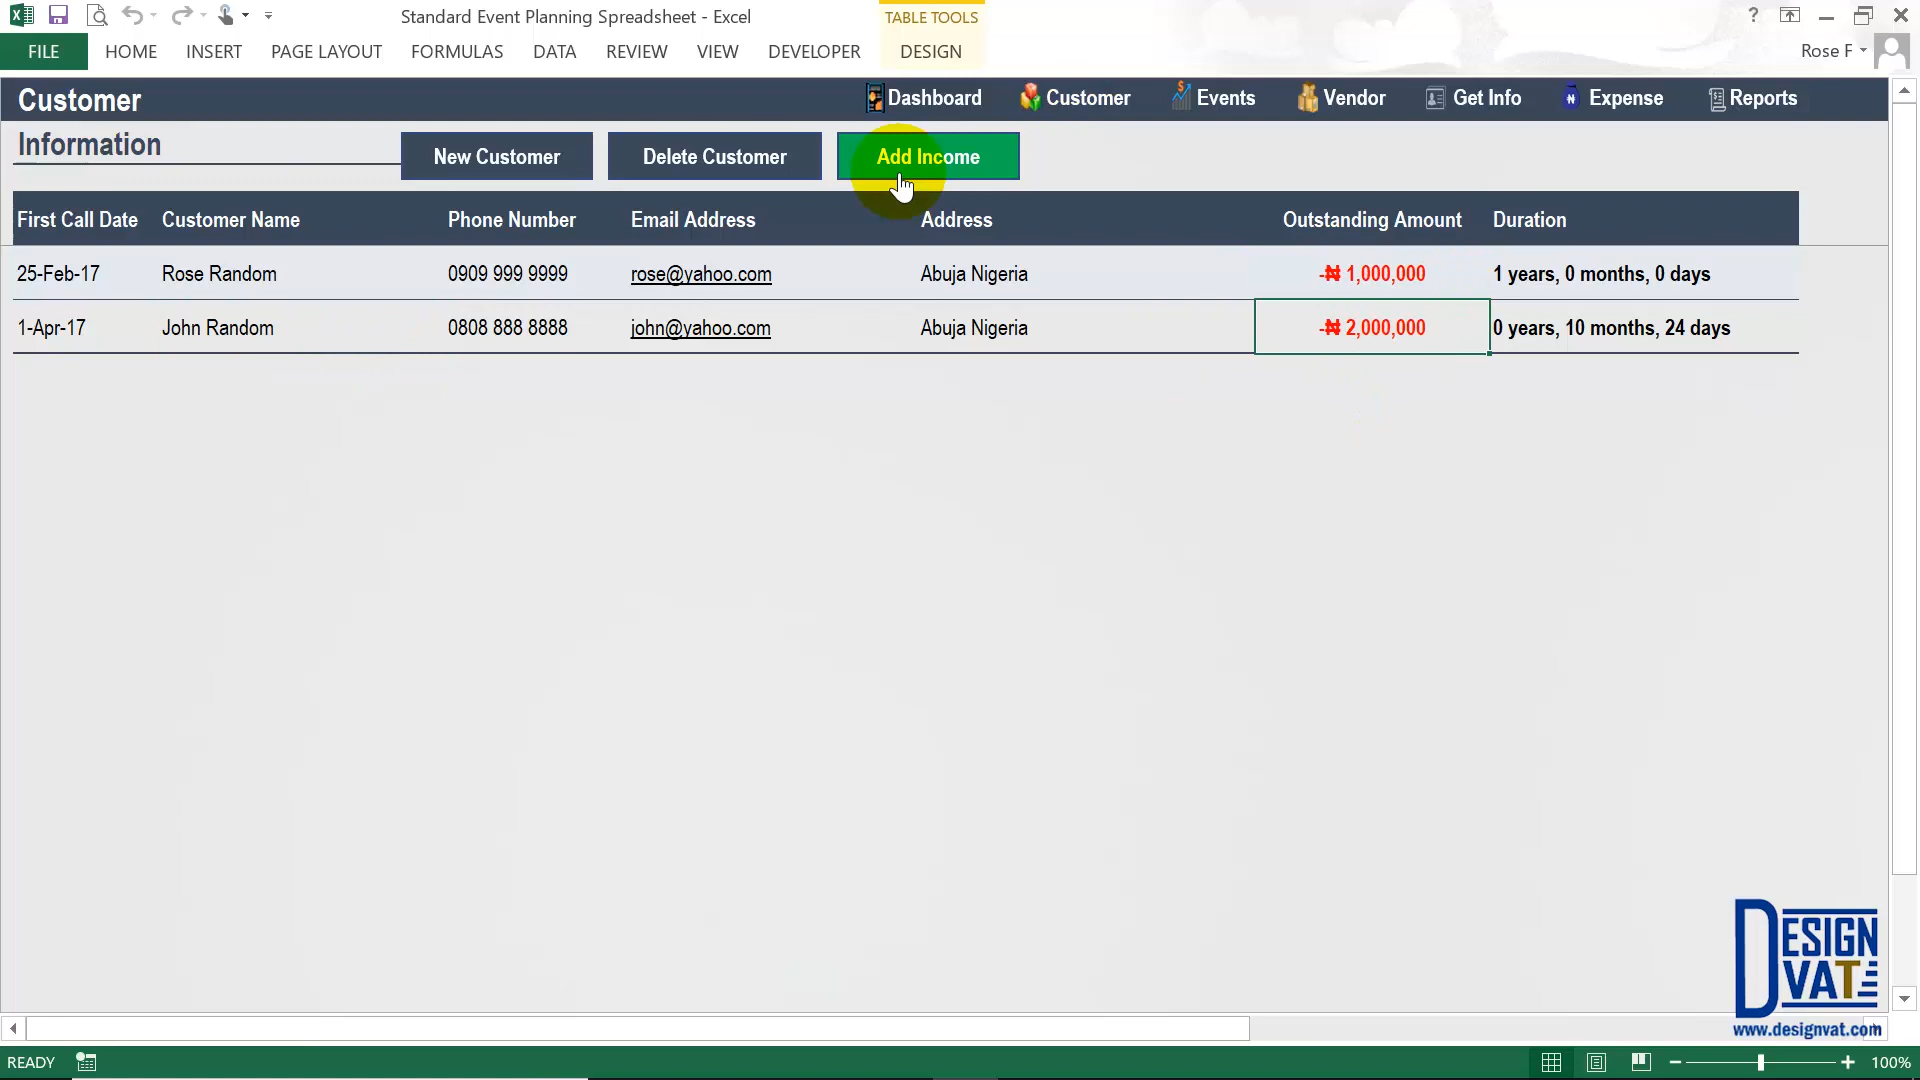 Standard Event Planning Spreadsheet - Excel
TABLE TOOLS
?
FILE HOME INSERT PAGE LAYOUT FORMULAS DATA REVIEW VIEW DEVELOPER DESIGN
Rose F
Customer
Dashboard Customer Events Vendor Get Info Expense Reports
Information
New Customer Delete Customer Add Income
First Call Date Customer Name Phone Number Email Address Address Outstanding Amount Duration
25-Feb-17 Rose Random 0909 999 9999 rose@yahoo.com Abuja Nigeria -₦ 1,000,000 1 years, 0 months, 0 days
1-Apr-17 John Random 0808 888 8888 john@yahoo.com Abuja Nigeria -₦ 2,000,000 0 years, 10 months, 24 days
DESIGN
VAT
www.designvat.com
READY
100%